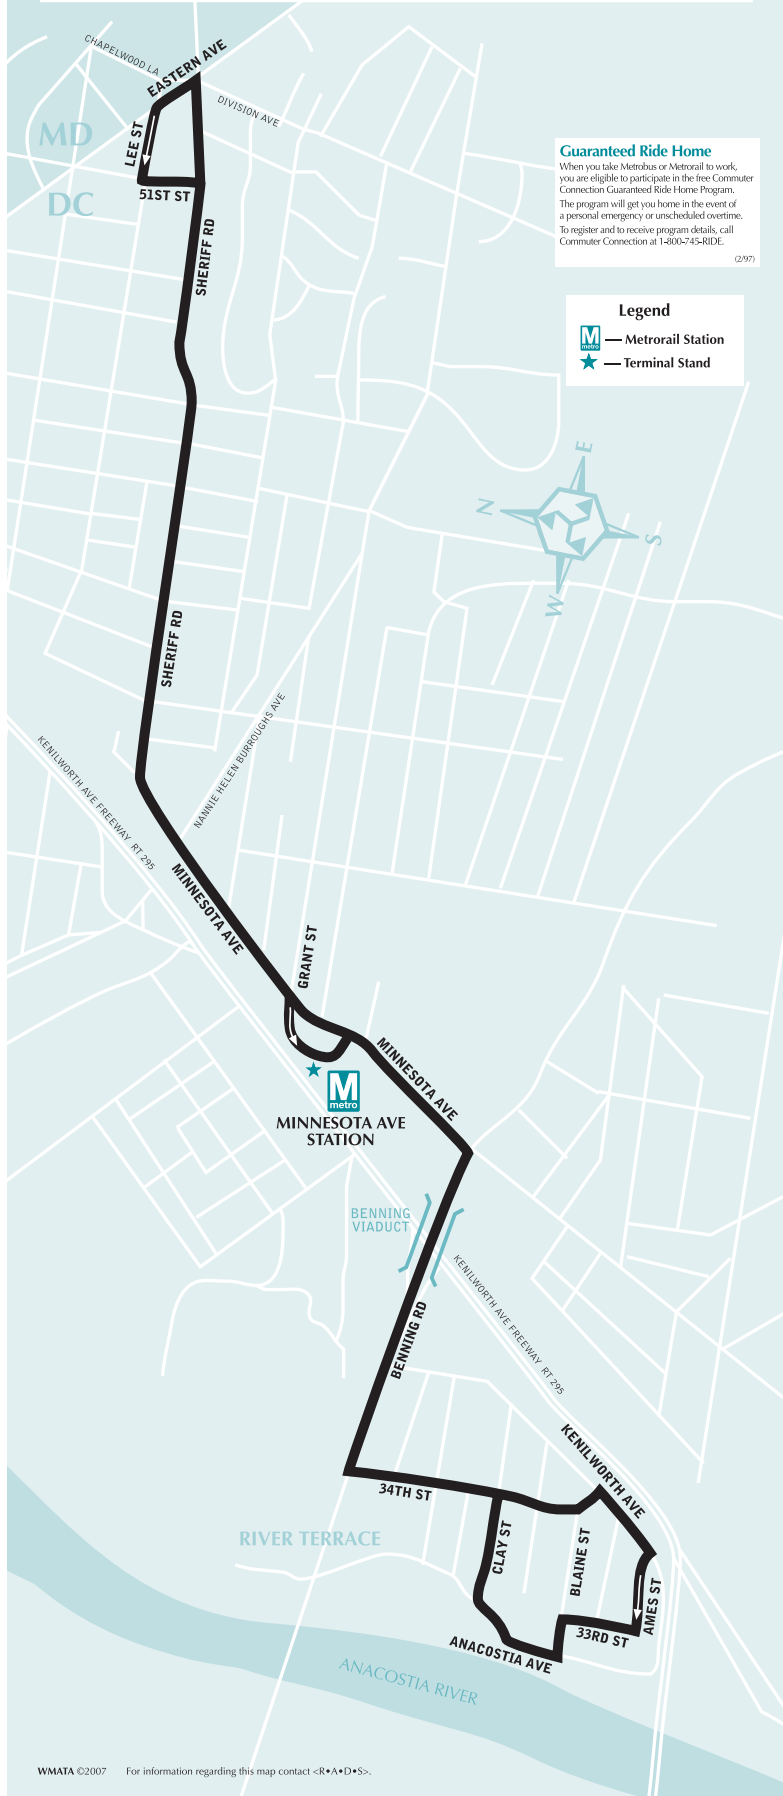 CHAPELWOOD LA
EASTERN AVE
DIVISION AVE
MD
LEE ST
DC
51ST ST
SHERIFF RD
Guaranteed Ride Home
When you take Metrobus or Metrorail to work,
you are eligible to participate in the free Commuter
Connection Guaranteed Ride Home Program.
The program will get you home in the event of
a personal emergency or unscheduled overtime.
To register and to receive program details, call
Commuter Connection at 1-800-745-RIDE.
(2/97)
Legend
M
metro
Metrorail Station
Terminal Stand
E
N
S
W
SHERIFF RD
NANNIE HELEN BURROUGHS AVE
KENILWORTH AVE FREEWAY RT 295
MINNESOTA AVE
GRANT ST
MINNESOTA AVE
M
metro
MINNESOTA AVE
STATION
BENNING
VIADUCT
KENILWORTH AVE FREEWAY RT 295
BENNING RD
KENILWORTH AVE
34TH ST
RIVER TERRACE
CLAY ST
BLAINE ST
AMES ST
33RD ST
ANACOSTIA AVE
ANACOSTIA RIVER
WMATA ©2007 For information regarding this map contact <R•A•D•S>.